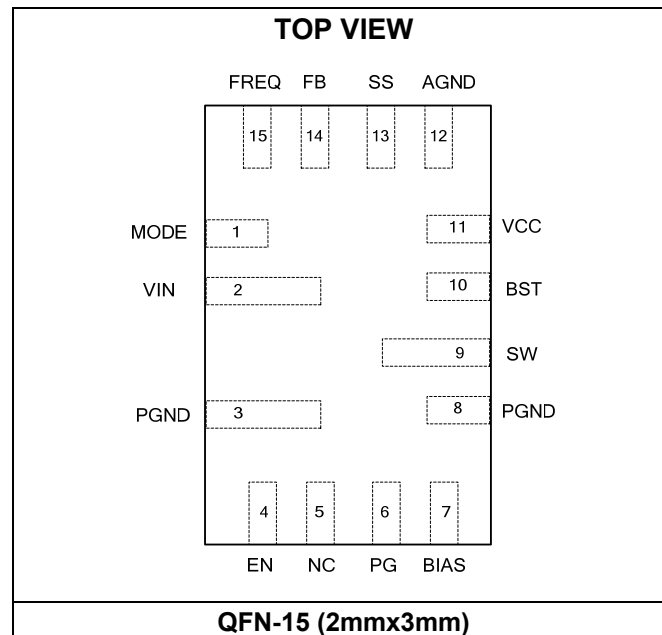 TOP VIEW
FREQ FB SS AGND
15 14 13 12
MODE 1 11 VCC
VIN 2 10 BST
9 SW
PGND 3 8 PGND
4 5 6 7
EN NC PG BIAS
QFN-15 (2mmx3mm)